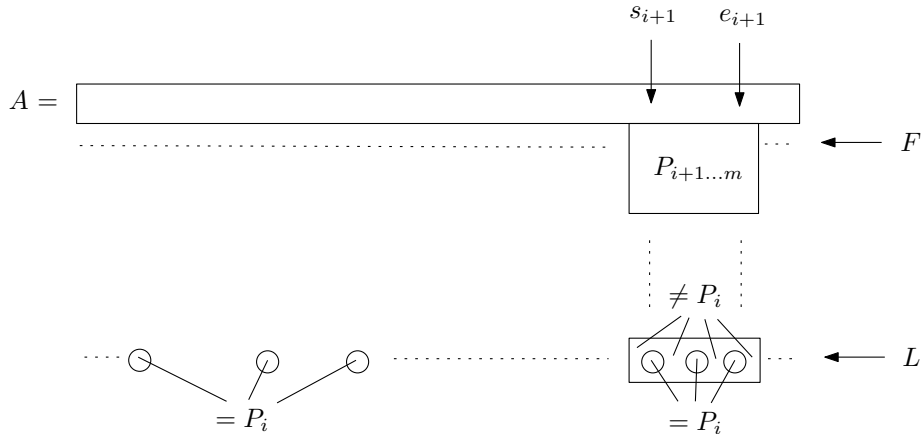 s_{i+1} e_{i+1}
A =
F
P_{i+1...m}
≠ P_i
L
= P_i = P_i